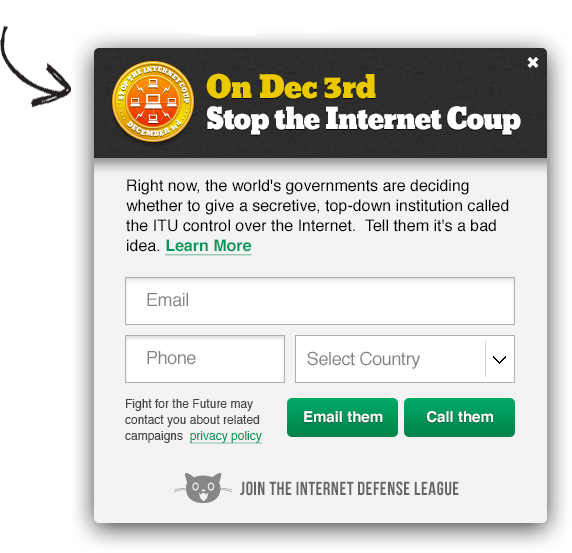 STOP THE INTERNET COUP
DECEMBER 3rd
On Dec 3rd
Stop the Internet Coup
Right now, the world's governments are deciding
whether to give a secretive, top-down institution called
the ITU control over the Internet.  Tell them it's a bad
idea. Learn More
Email
Phone
Select Country
Fight for the Future may
contact you about related
campaigns privacy policy
Email them
Call them
JOIN THE INTERNET DEFENSE LEAGUE